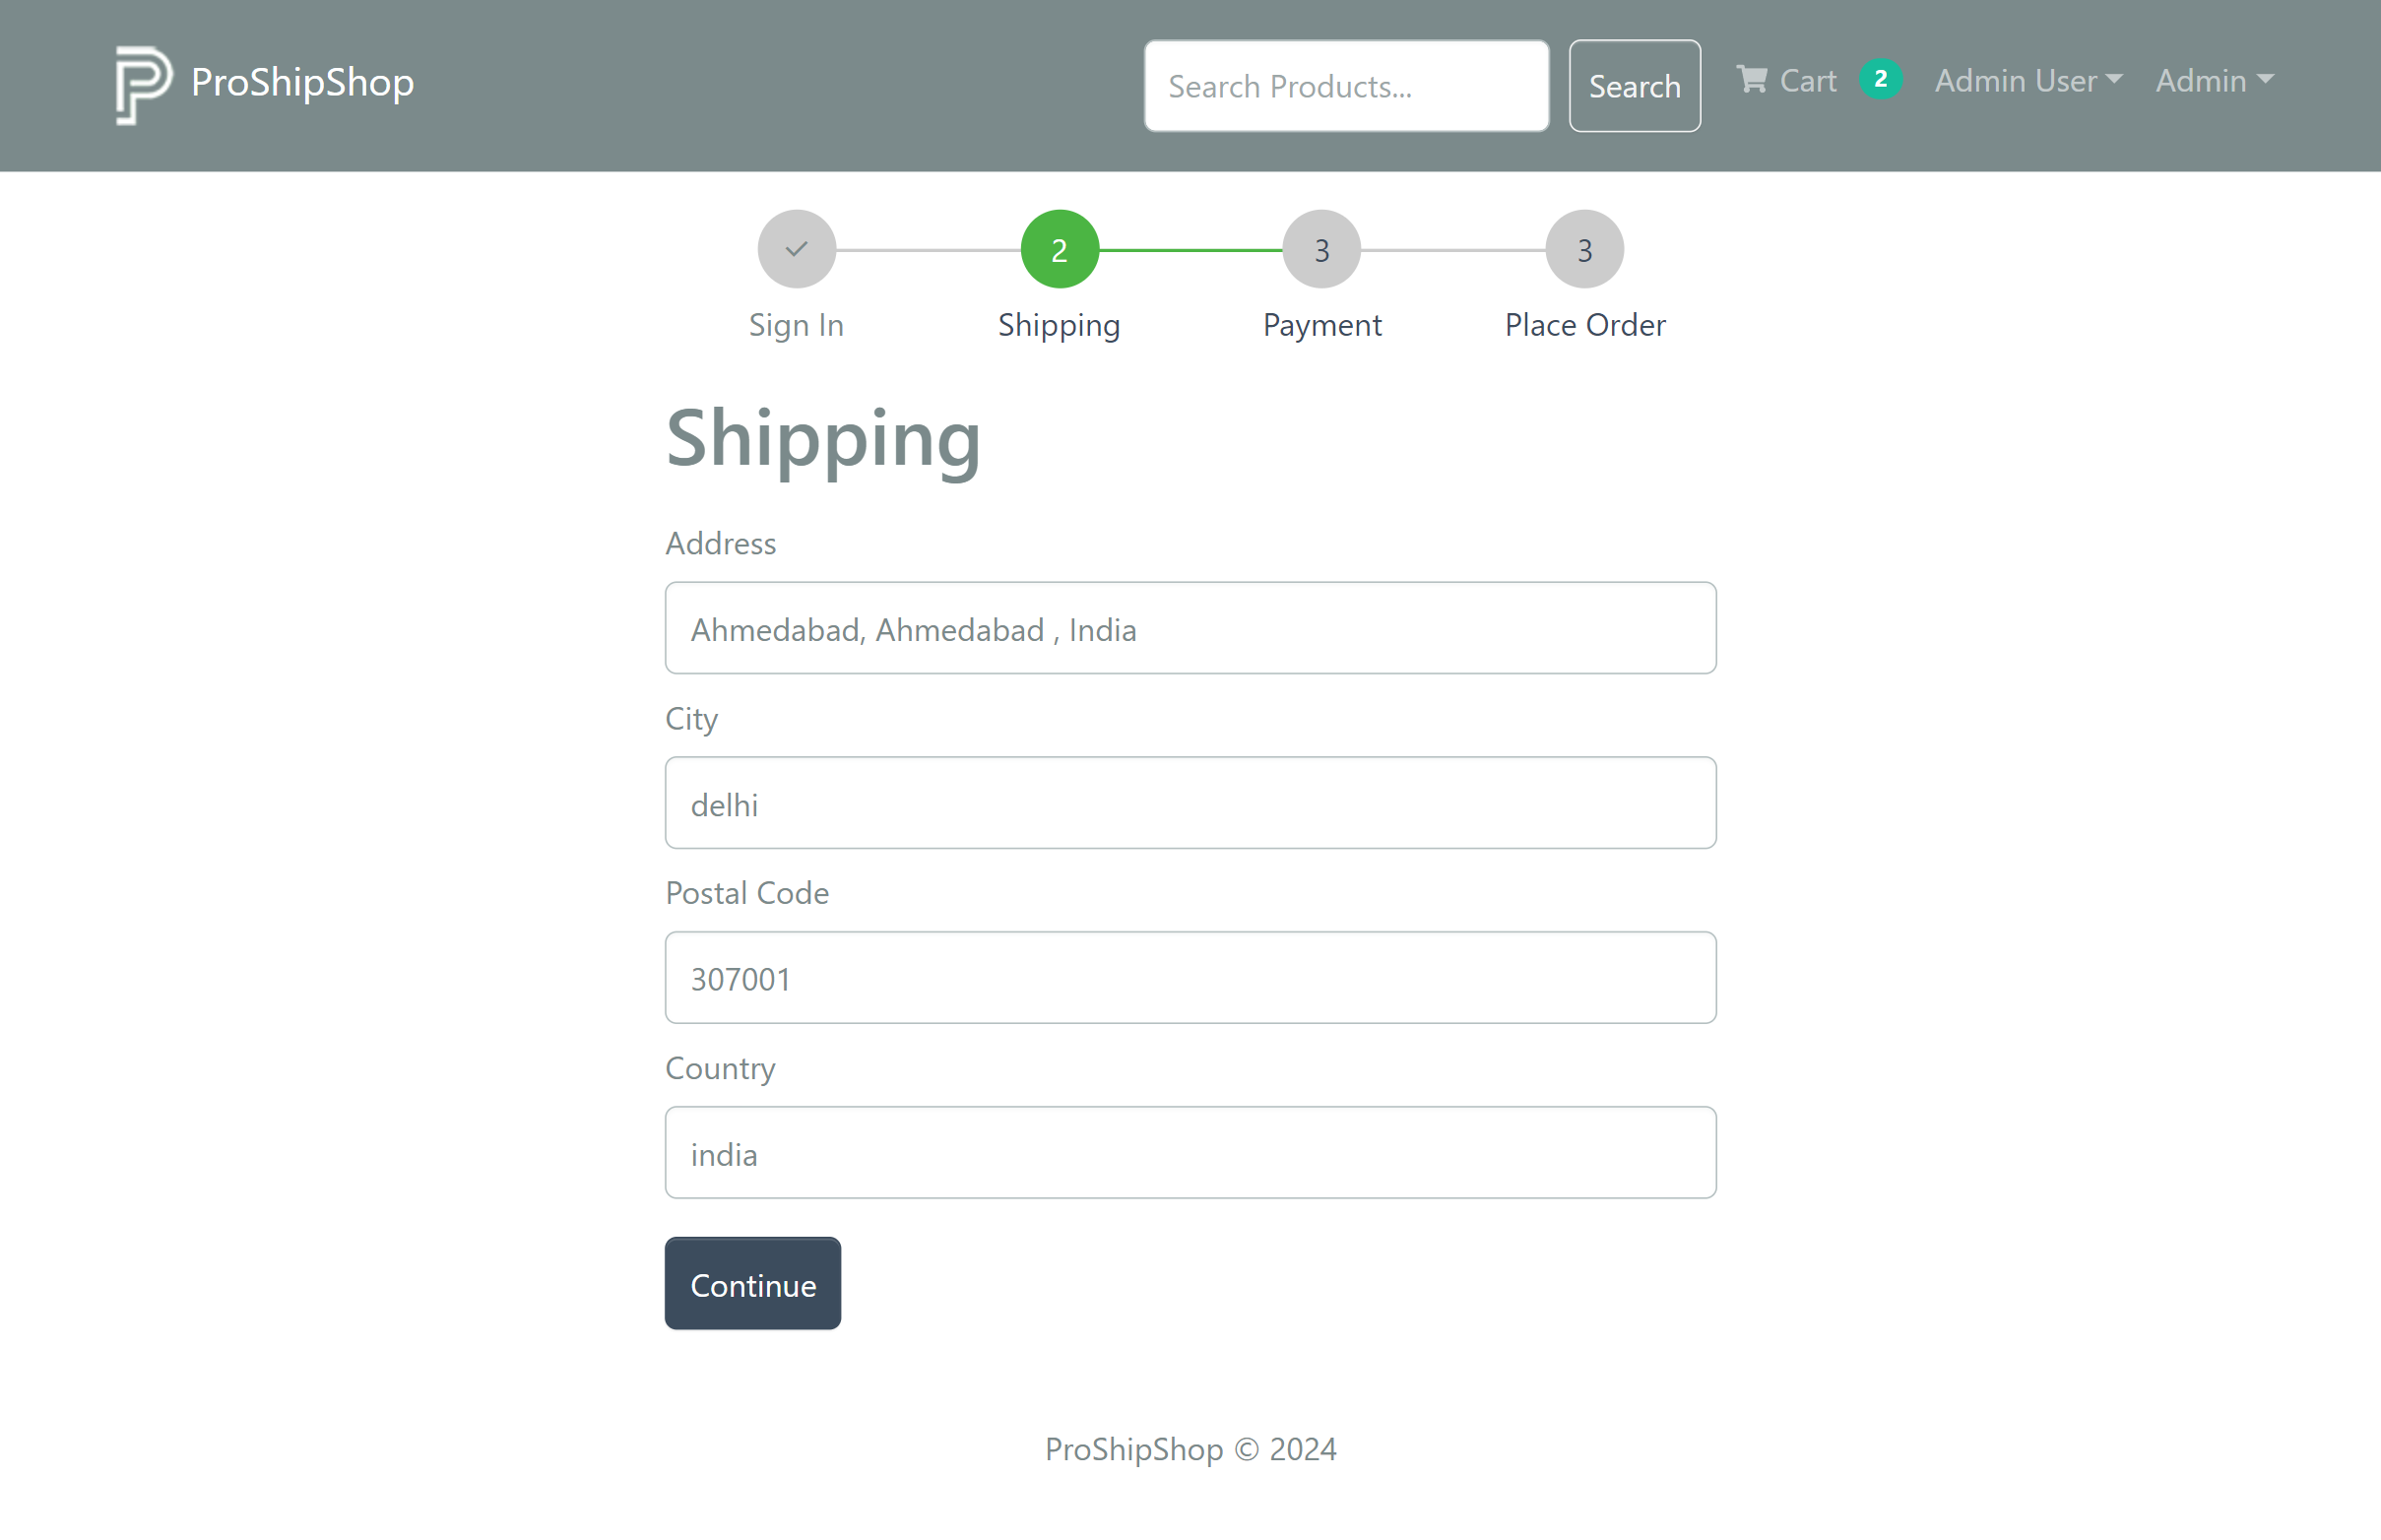 ProShipShop Search Products... Search Cart 2 Admin User Admin
2 3 3
Sign In Shipping Payment Place Order
Shipping
Address
Ahmedabad, Ahmedabad , India
City
delhi
Postal Code
307001
Country
india
Continue
ProShipShop © 2024